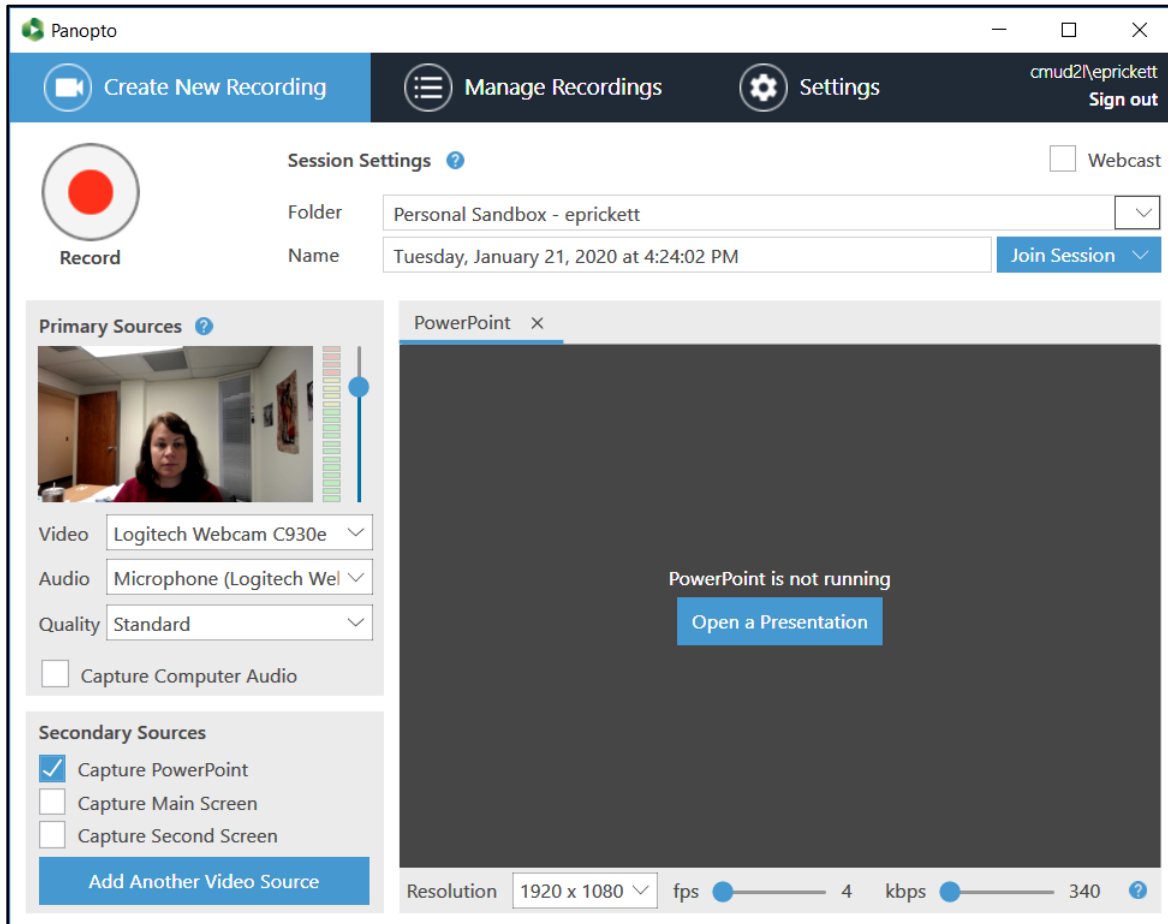 Panopto
Create New Recording
Manage Recordings
Settings
cmud2l\eprickett
Sign out
Record
Session Settings ?
Webcast
Folder
Personal Sandbox - eprickett
Name
Tuesday, January 21, 2020 at 4:24:02 PM
Join Session
Primary Sources ?
Video
Logitech Webcam C930e
Audio
Microphone (Logitech Wel
Quality
Standard
Capture Computer Audio
Secondary Sources
Capture PowerPoint
Capture Main Screen
Capture Second Screen
Add Another Video Source
PowerPoint
PowerPoint is not running
Open a Presentation
Resolution 1920 x 1080 fps 4 kbps 340 ?